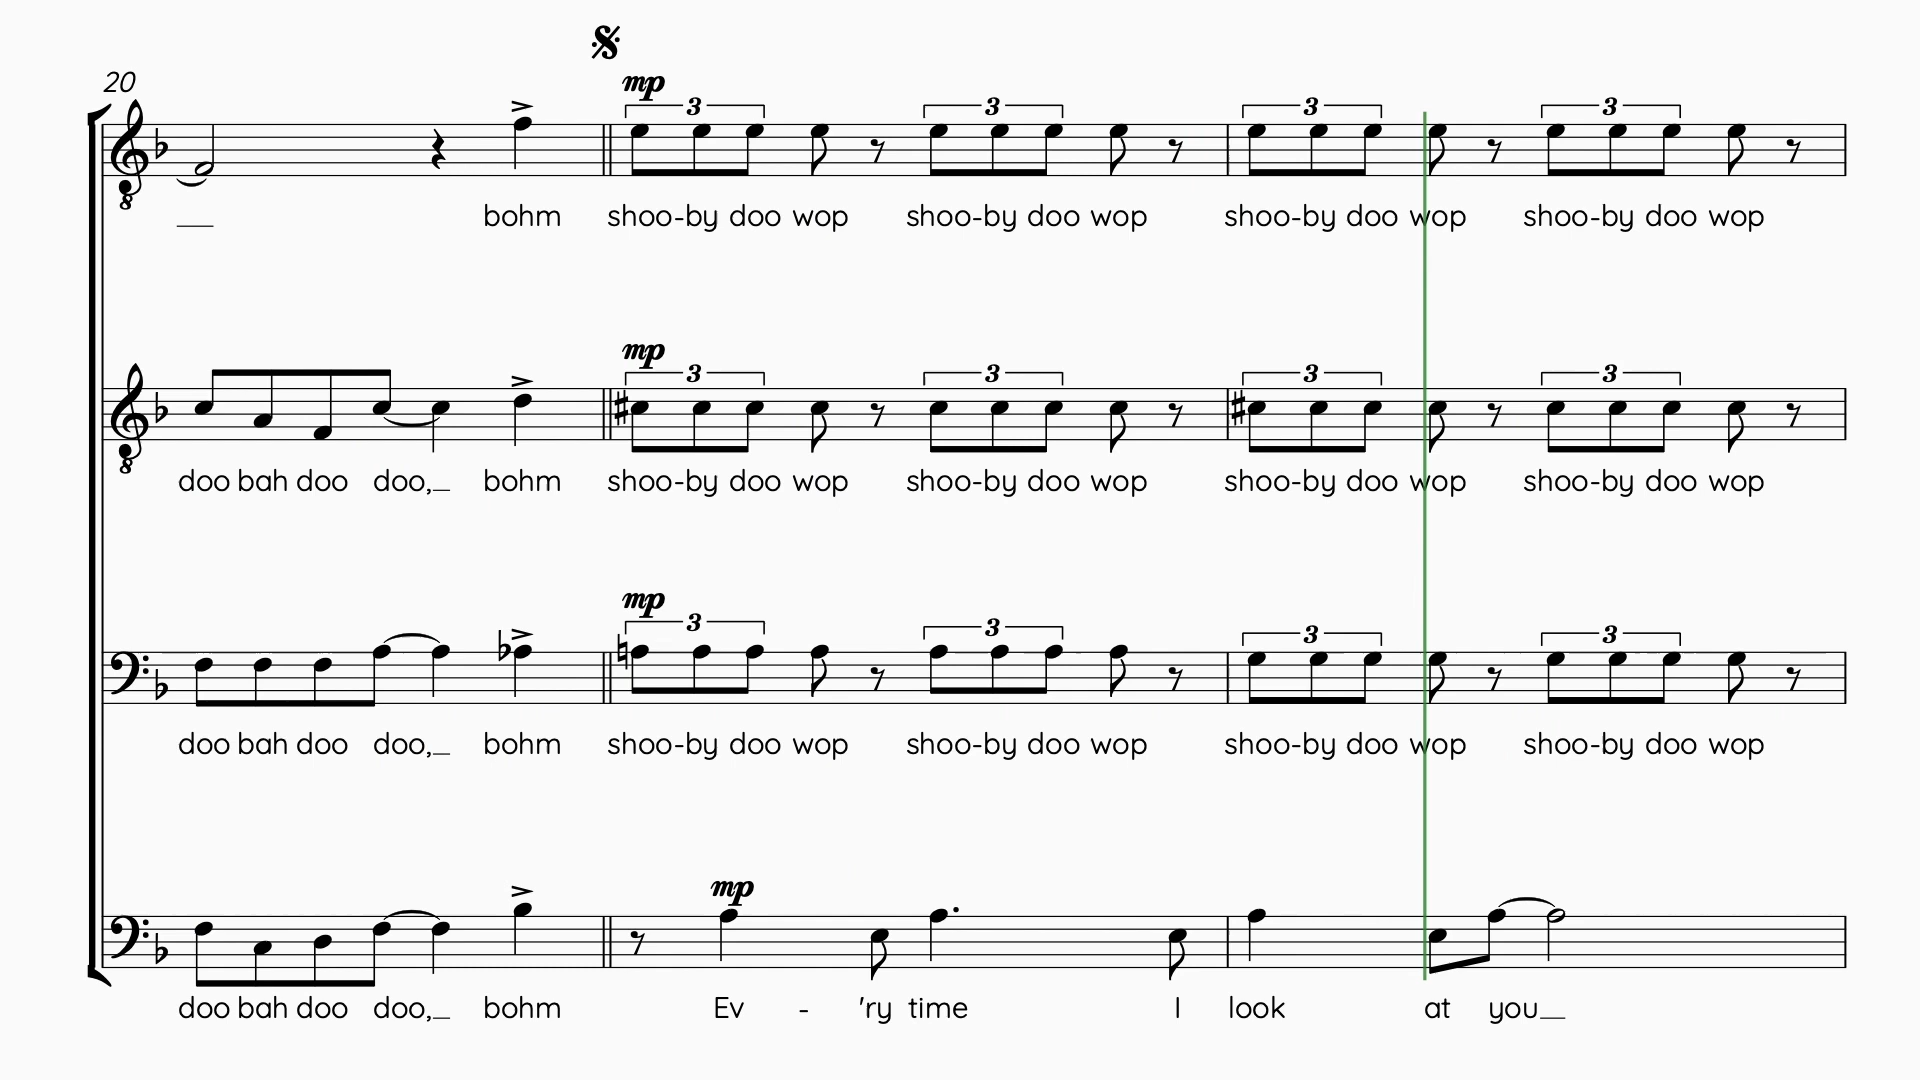 20
mp
3 3 3 3
8
bohm shoo-by doo wop shoo-by doo wop shoo-by doo wop shoo-by doo wop
mp
3 3 3 3
8
doo bah doo doo,_ bohm shoo-by doo wop shoo-by doo wop shoo-by doo wop shoo-by doo wop
mp
3 3 3 3
doo bah doo doo,_ bohm shoo-by doo wop shoo-by doo wop shoo-by doo wop shoo-by doo wop
mp
doo bah doo doo,_ bohm Ev - 'ry time I look at you_